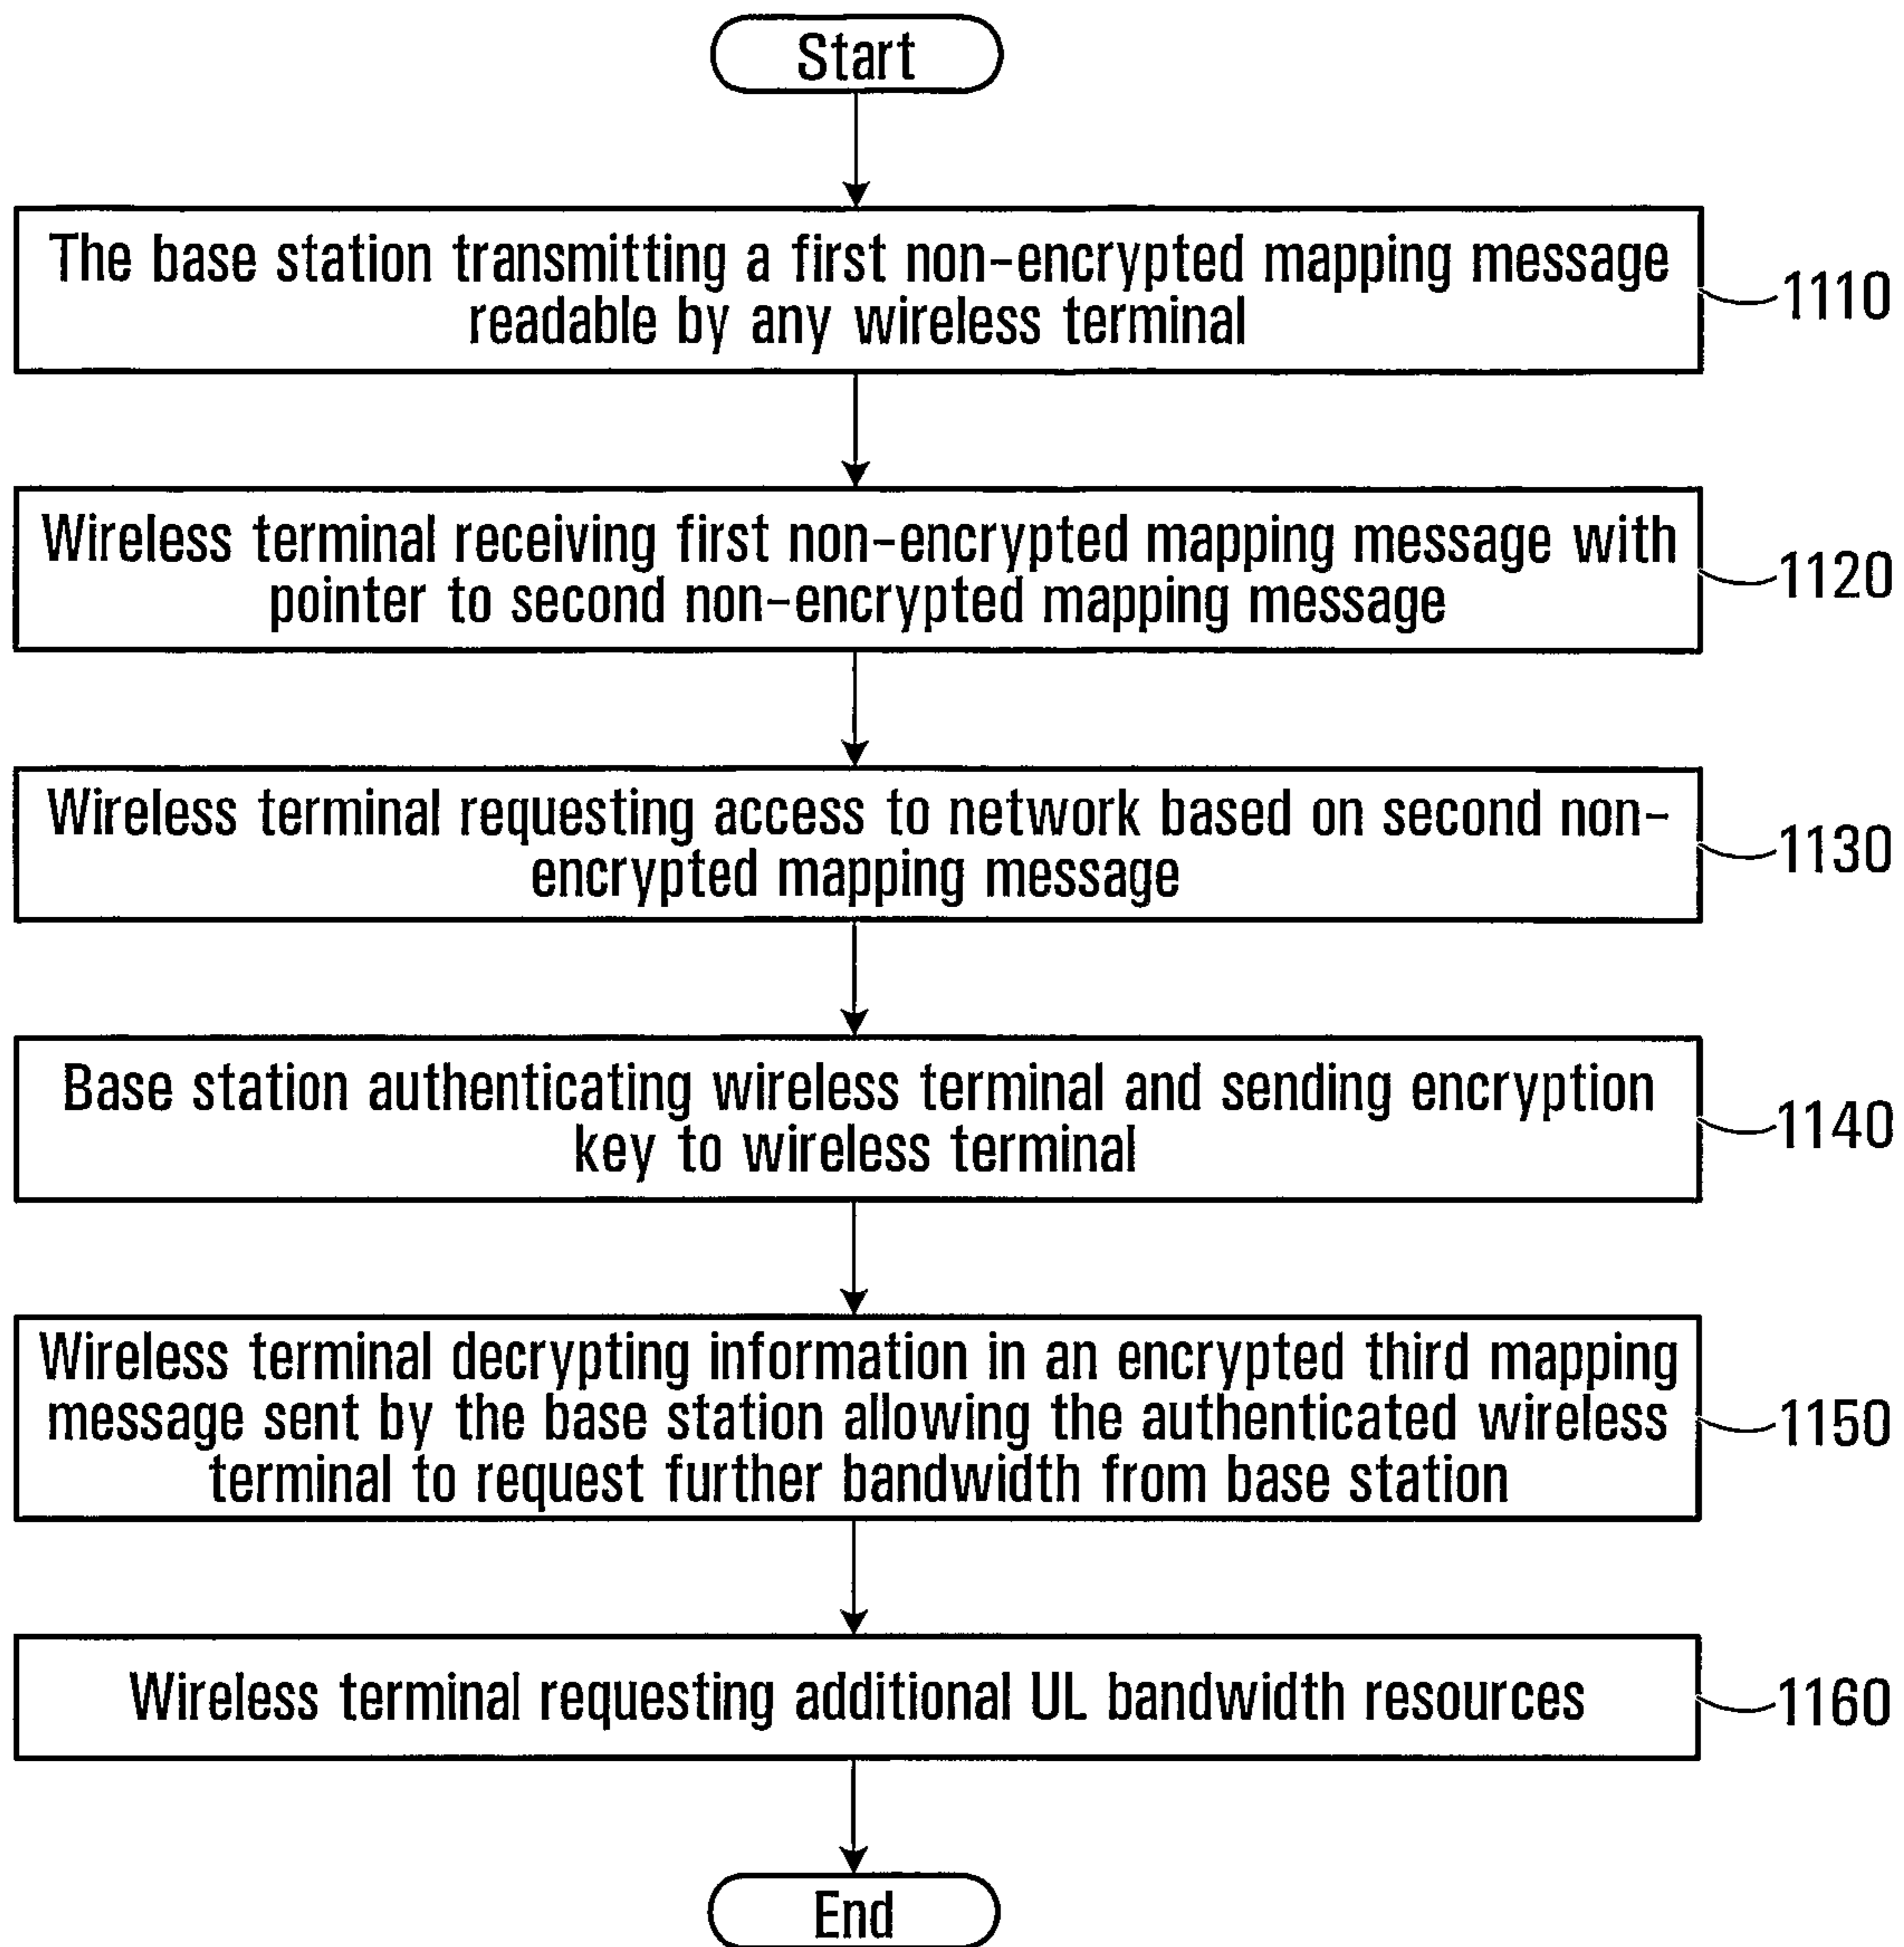 Start
The base station transmitting a first non-encrypted mapping message
readable by any wireless terminal
1110
Wireless terminal receiving first non-encrypted mapping message with
pointer to second non-encrypted mapping message
1120
Wireless terminal requesting access to network based on second non-
encrypted mapping message
1130
Base station authenticating wireless terminal and sending encryption
key to wireless terminal
1140
Wireless terminal decrypting information in an encrypted third mapping
message sent by the base station allowing the authenticated wireless
terminal to request further bandwidth from base station
1150
Wireless terminal requesting additional UL bandwidth resources
1160
End